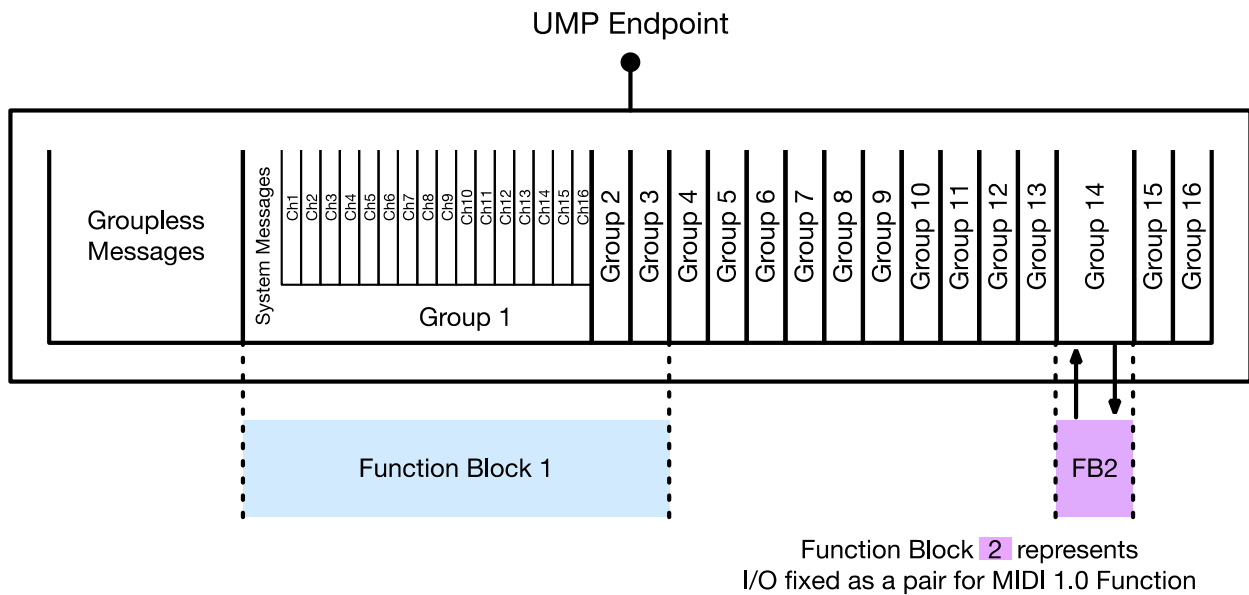 UMP Endpoint
Groupless
Messages
System Messages
Ch1
Ch2
Ch3
Ch4
Ch5
Ch6
Ch7
Ch8
Ch9
Ch10
Ch11
Ch12
Ch13
Ch14
Ch15
Ch16
Group 1
Group 2
Group 3
Group 4
Group 5
Group 6
Group 7
Group 8
Group 9
Group 10
Group 11
Group 12
Group 13
Group 14
Group 15
Group 16
Function Block 1
FB2
Function Block 2 represents
I/O fixed as a pair for MIDI 1.0 Function